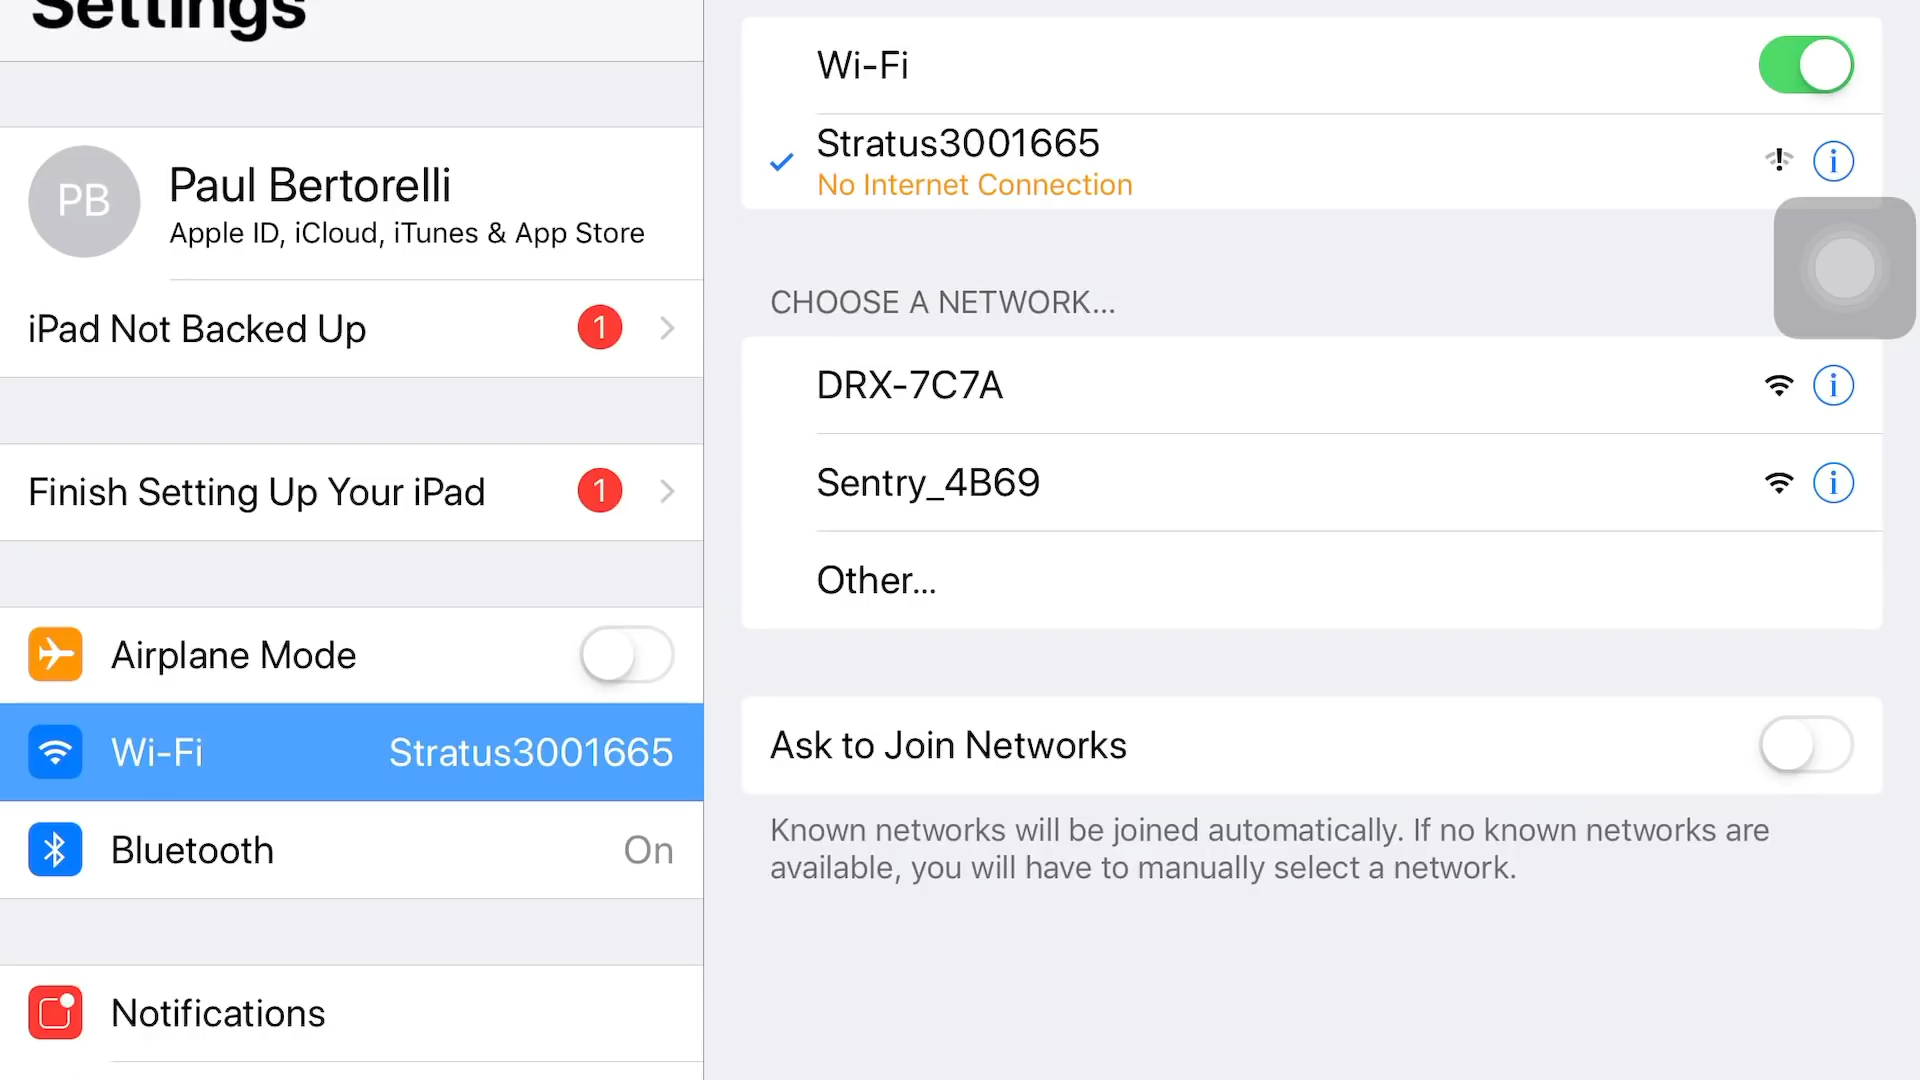 Settings
PB
Paul Bertorelli
Apple ID, iCloud, iTunes & App Store
iPad Not Backed Up 1
Finish Setting Up Your iPad 1
Airplane Mode
Wi-Fi Stratus3001665
Bluetooth On
Notifications
Wi-Fi
Stratus3001665
No Internet Connection
CHOOSE A NETWORK...
DRX-7C7A
Sentry_4B69
Other...
Ask to Join Networks
Known networks will be joined automatically. If no known networks are
available, you will have to manually select a network.